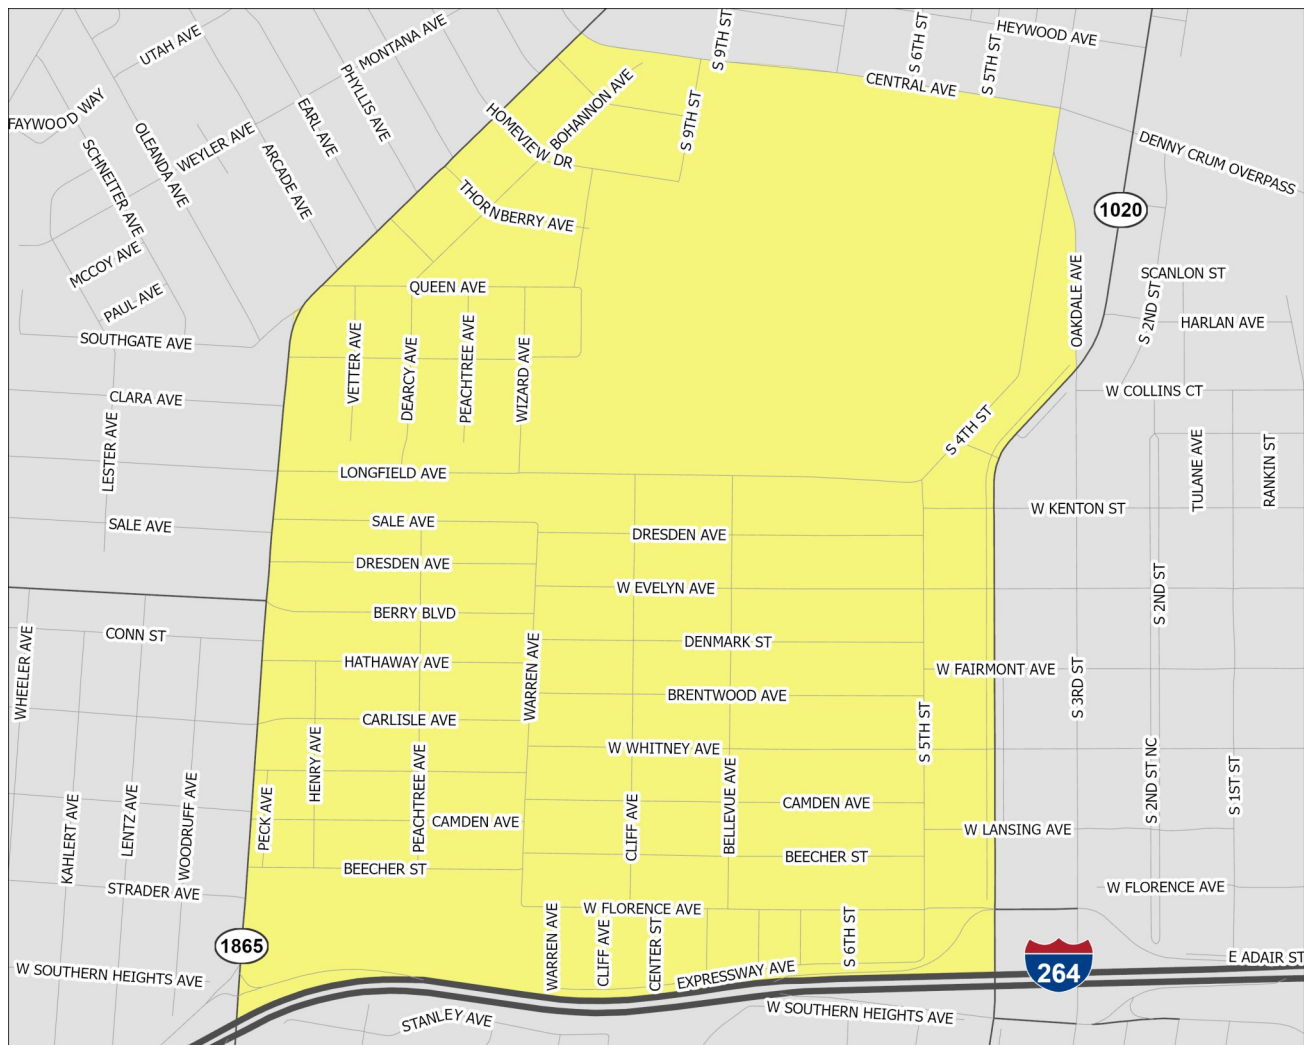 S 9TH ST
S 6TH ST
HEYWOOD AVE
S 5TH ST
UTAH AVE
MONTANA AVE
PHYLLIS AVE
CENTRAL AVE
BOHANNON AVE
EARL AVE
FAYWOOD WAY
HOMEVIEW DR
S 9TH ST
OLEANDA AVE
WEYLER AVE
SCHNEITER AVE
ARCADE AVE
DENNY CRUM OVERPASS
THORNBERRY AVE
1020
MCCOY AVE
SCANLON ST
OAKDALE AVE
QUEEN AVE
PAUL AVE
S 2ND ST
HARLAN AVE
SOUTHGATE AVE
VETTER AVE
DEARCY AVE
PEACHTREE AVE
WIZARD AVE
CLARA AVE
W COLLINS CT
S 4TH ST
LESTER AVE
LONGFIELD AVE
TULANE AVE
RANKIN ST
W KENTON ST
SALE AVE
SALE AVE
DRESDEN AVE
DRESDEN AVE
W EVELYN AVE
S 2ND ST
BERRY BLVD
CONN ST
DENMARK ST
WHEELER AVE
HATHAWAY AVE
WARREN AVE
W FAIRMONT AVE
S 3RD ST
BRENTWOOD AVE
CARLISLE AVE
S 5TH ST
W WHITNEY AVE
HENRY AVE
PEACHTREE AVE
S 2ND ST NC
S 1ST ST
BELLEVUE AVE
CAMDEN AVE
PECK AVE
CAMDEN AVE
CLIFF AVE
W LANSING AVE
KAHLERT AVE
LENTZ AVE
WOODRUFF AVE
BEECHER ST
BEECHER ST
STRADER AVE
W FLORENCE AVE
W FLORENCE AVE
1865
WARREN AVE
CLIFF AVE
CENTER ST
S 6TH ST
E ADAIR ST
W SOUTHERN HEIGHTS AVE
EXPRESSWAY AVE
264
W SOUTHERN HEIGHTS AVE
STANLEY AVE